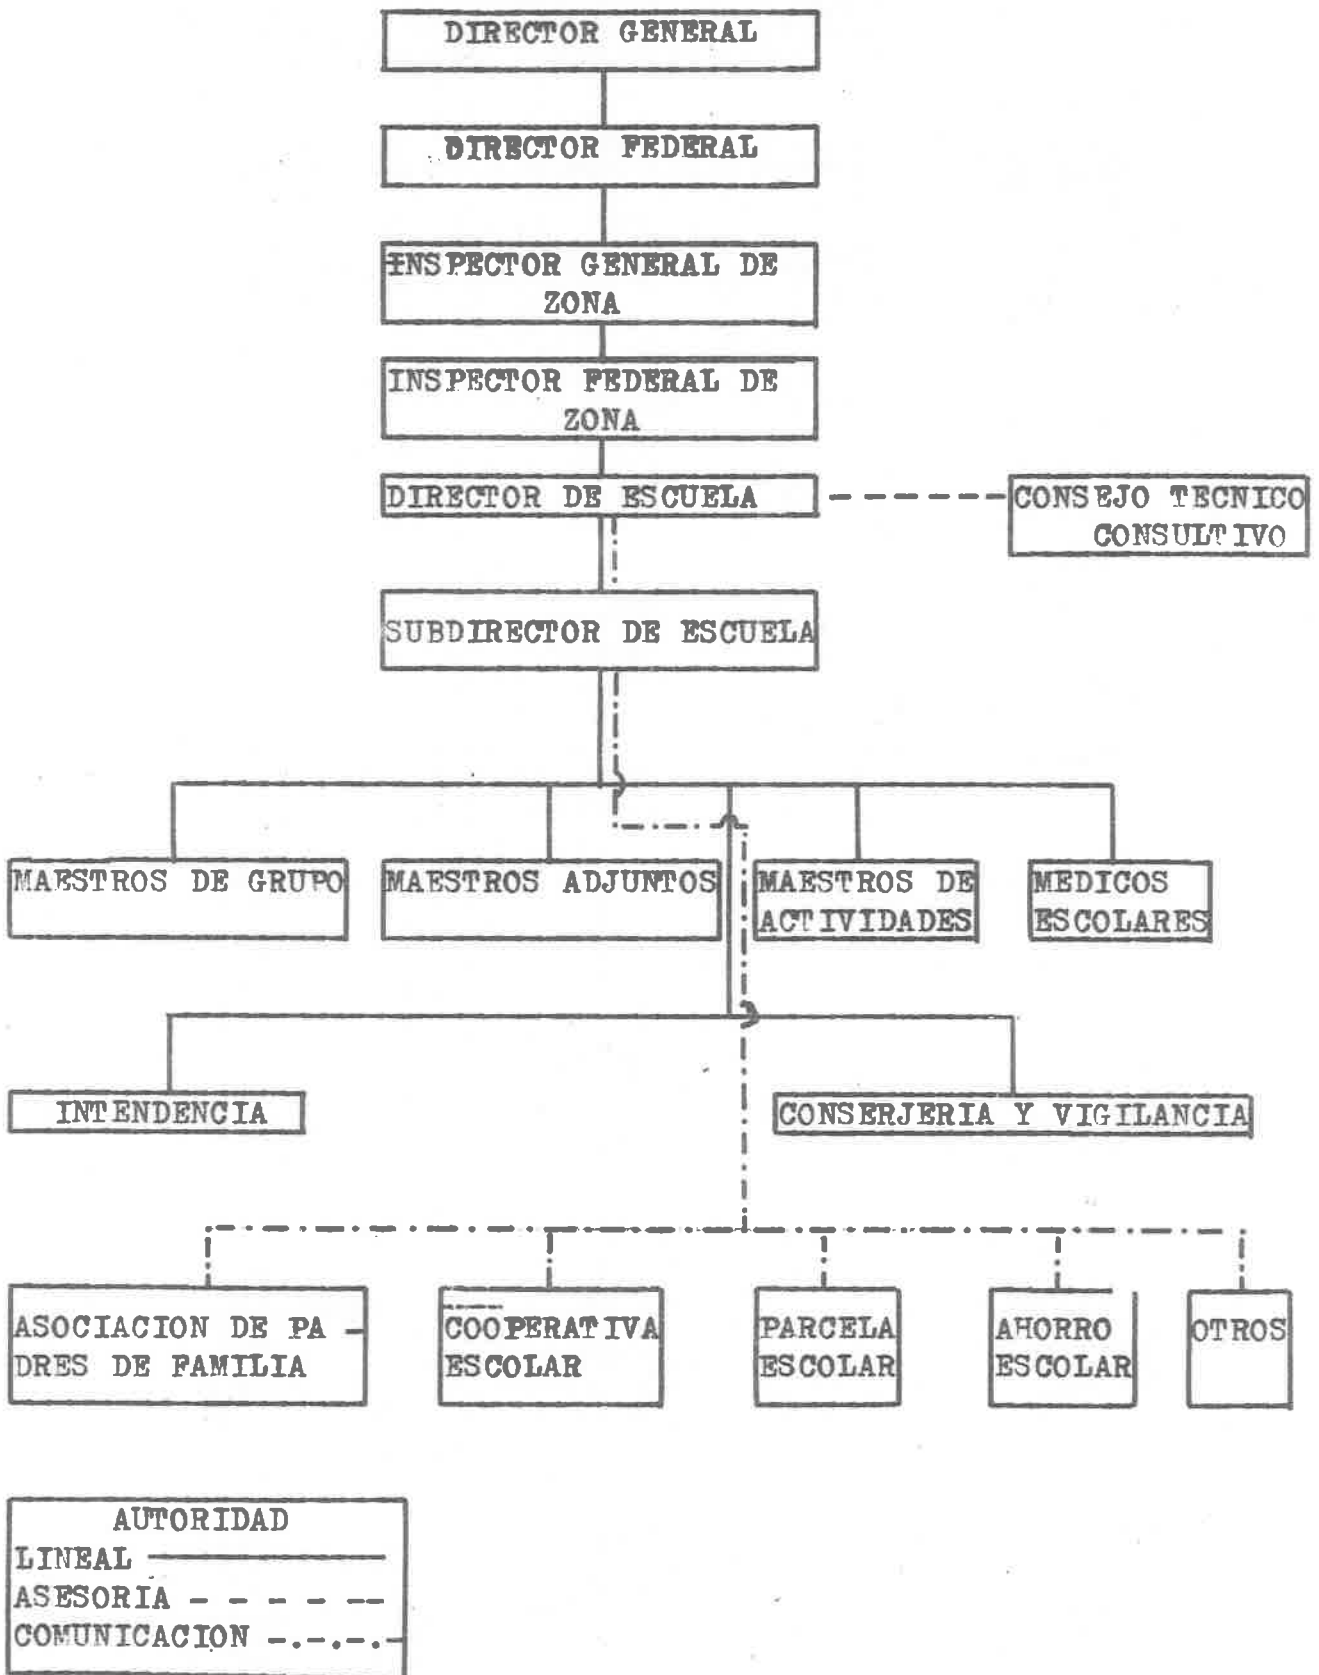 DIRECTOR GENERAL
DIRECTOR FEDERAL
INSPECTOR GENERAL DE
ZONA
INSPECTOR FEDERAL DE
ZONA
DIRECTOR DE ESCUELA
CONSEJO TECNICO
CONSULTIVO
SUBDIRECTOR DE ESCUELA
MAESTROS DE GRUPO
MAESTROS ADJUNTOS
MAESTROS DE
ACTIVIDADES
MEDICOS
ESCOLARES
INTENDENCIA
CONSERJERIA Y VIGILANCIA
ASOCIACION DE PA -
DRES DE FAMILIA
COOPERATIVA
ESCOLAR
PARCELA
ESCOLAR
AHORRO
ESCOLAR
OTROS
AUTORIDAD
LINEAL
ASESORIA
COMUNICACION